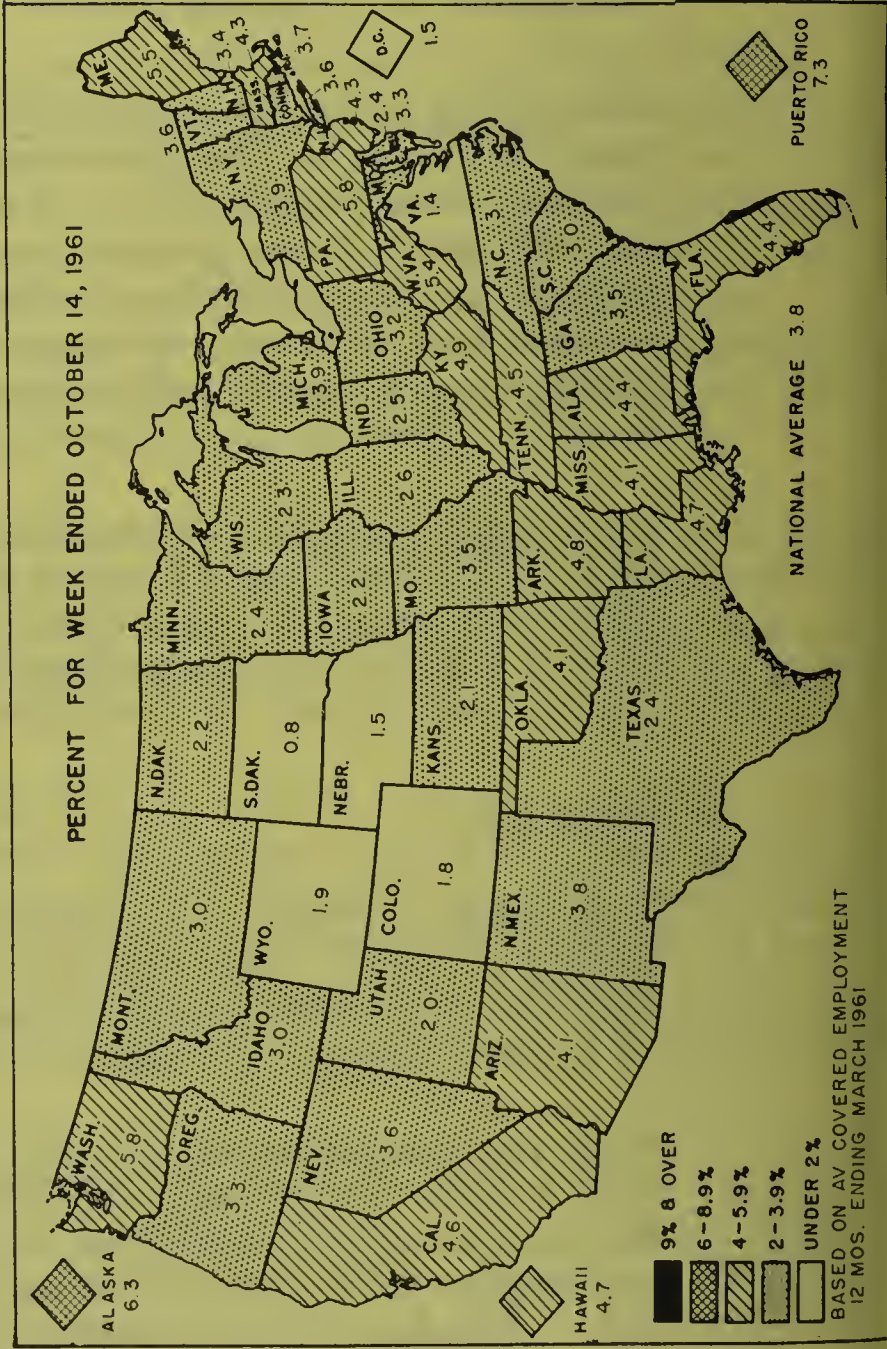 PERCENT FOR WEEK ENDED OCTOBER 14, 1961
ALASKA
6.3
WASH.
5.8
OREG.
3.3
MONT.
3.0
IDAHO
3.0
WYO.
1.9
N.DAK.
2.2
S.DAK.
0.8
NEBR.
1.5
MINN.
2.4
IOWA
2.2
WIS.
2.3
MICH.
3.9
ILL.
2.6
IND
2.5
OHIO
3.2
N.Y.
3.9
PA.
5.8
VT.
3.6
ME.
5.5
N.H.
3.4
MASS.
4.3
3.7
CONN.
3.6
N.
4.3
2.4
MD.
3.3
D.C.
1.5
NEV.
3.6
UTAH
2.0
COLO.
1.8
KANS
2.1
MO
3.5
KY
4.9
W.VA.
5.4
VA.
1.4
CAL.
4.6
ARIZ.
4.1
N.MEX.
3.8
OKLA
4.1
TEXAS
2.4
ARK.
4.8
LA.
4.7
TENN.
4.5
MISS.
4.1
ALA.
4.4
GA.
3.5
N.C.
3.1
S.C.
3.0
FLA.
4.4
HAWAII
4.7
PUERTO RICO
7.3
NATIONAL AVERAGE 3.8
9% & OVER
6-8.9%
4-5.9%
2-3.9%
UNDER 2%
BASED ON AV COVERED EMPLOYMENT
12 MOS. ENDING MARCH 1961